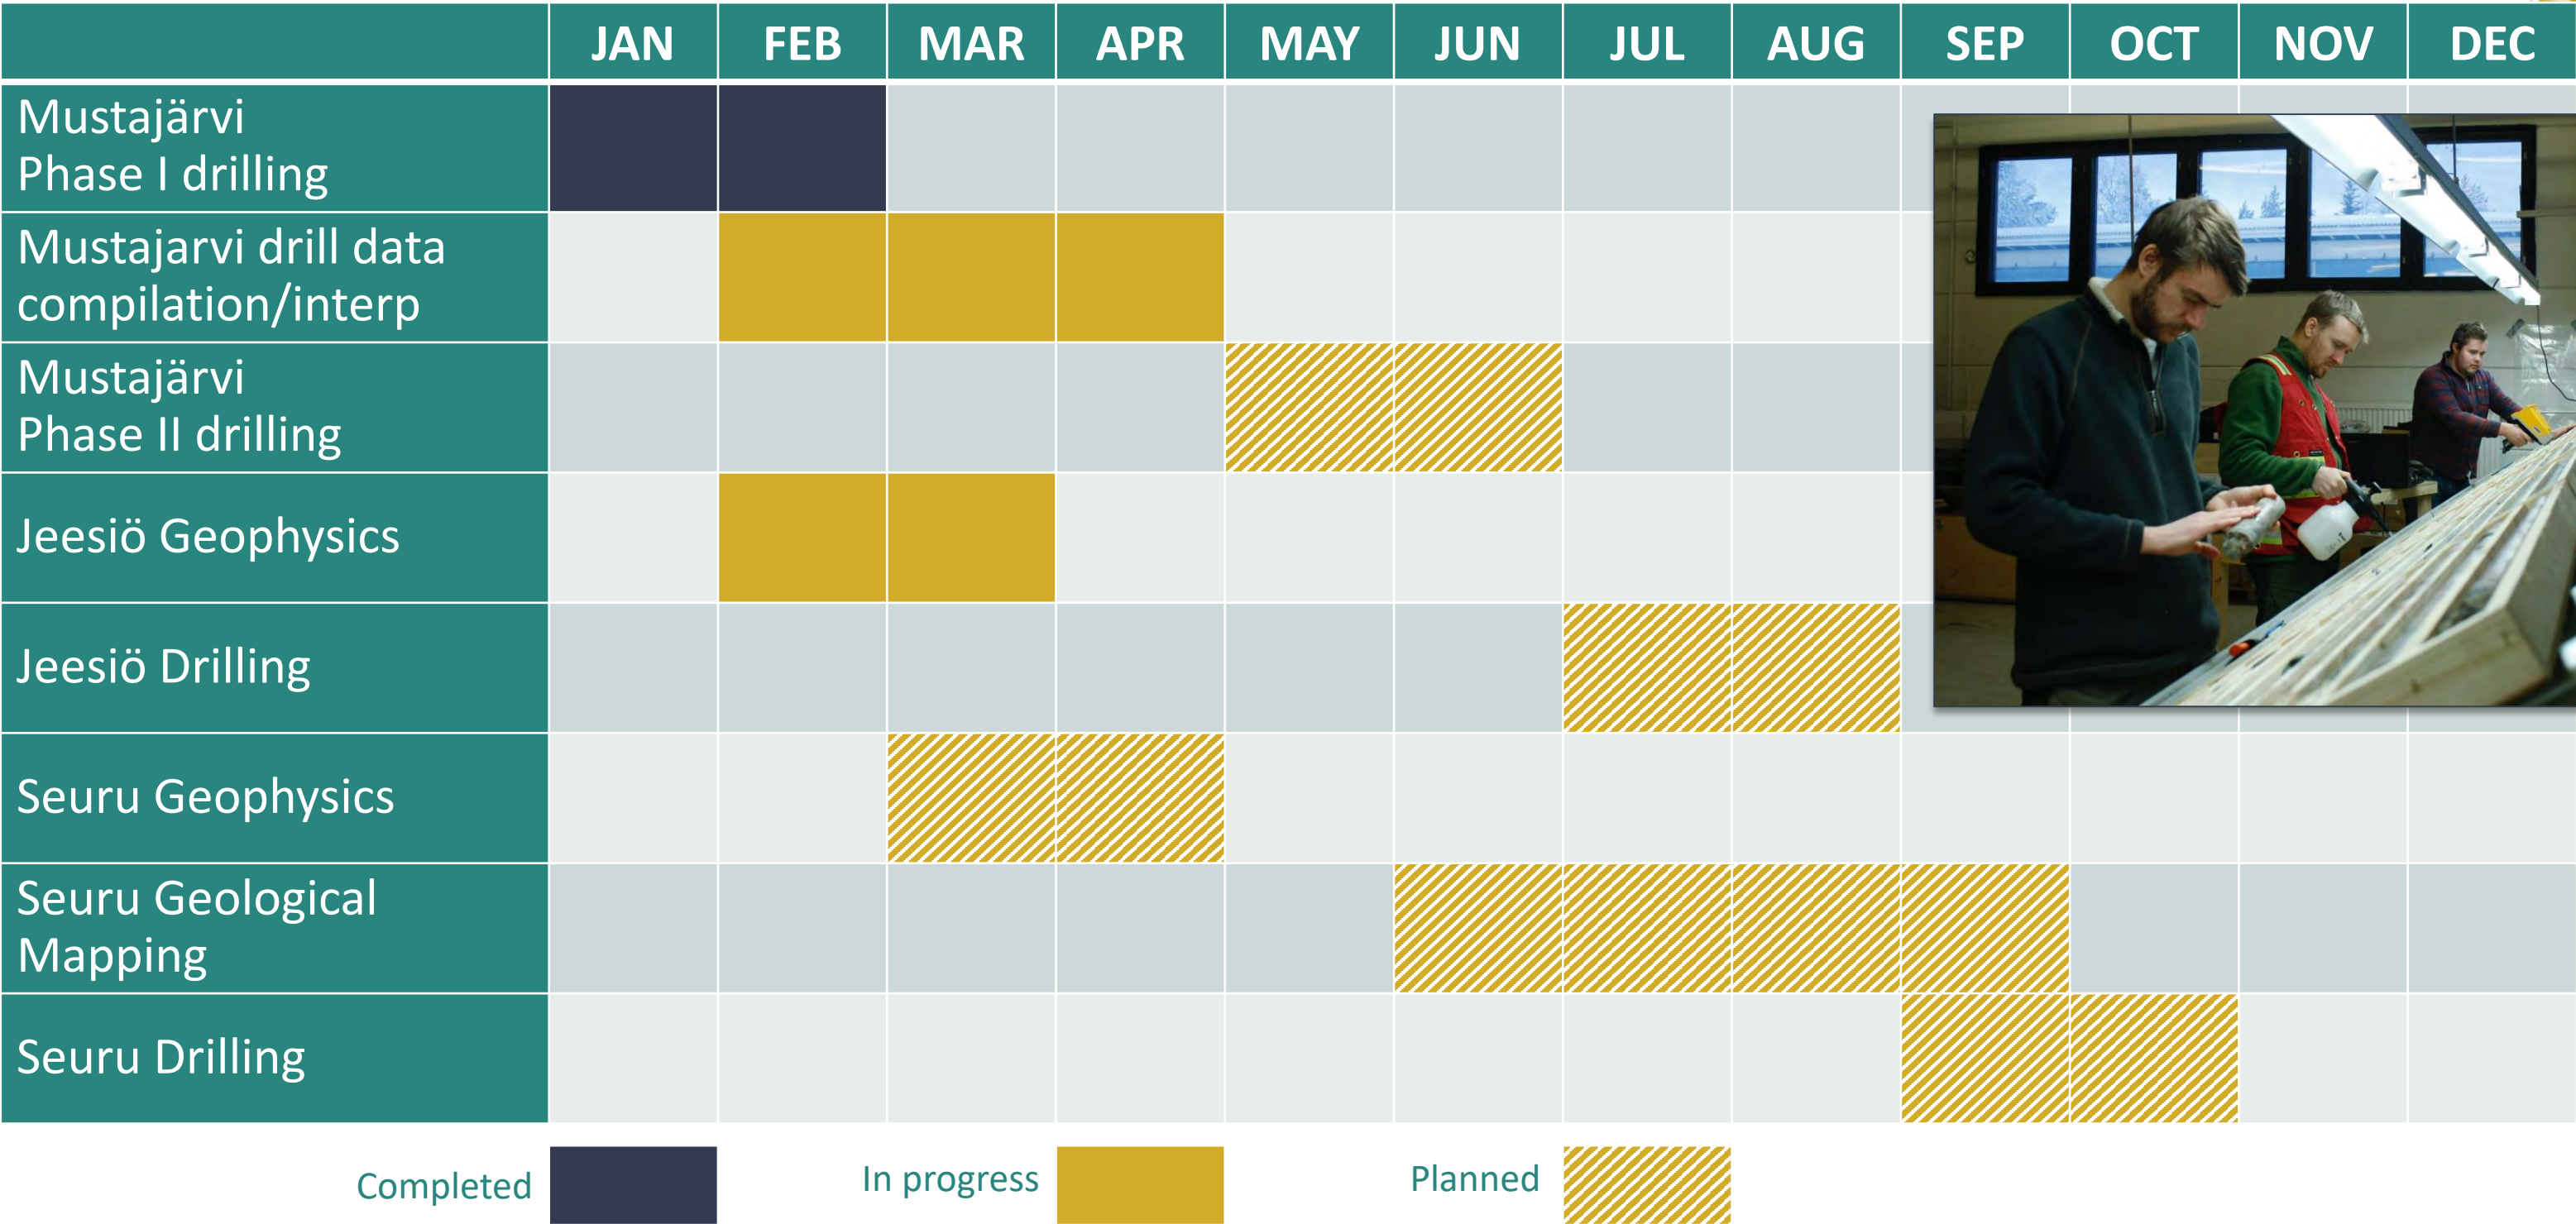 JAN FEB MAR APR MAY JUN JUL AUG SEP OCT NOV DEC
Mustajärvi
Phase I drilling
Mustajarvi drill data
compilation/interp
Mustajärvi
Phase II drilling
Jeesiö Geophysics
Jeesiö Drilling
Seuru Geophysics
Seuru Geological
Mapping
Seuru Drilling
Completed In progress Planned